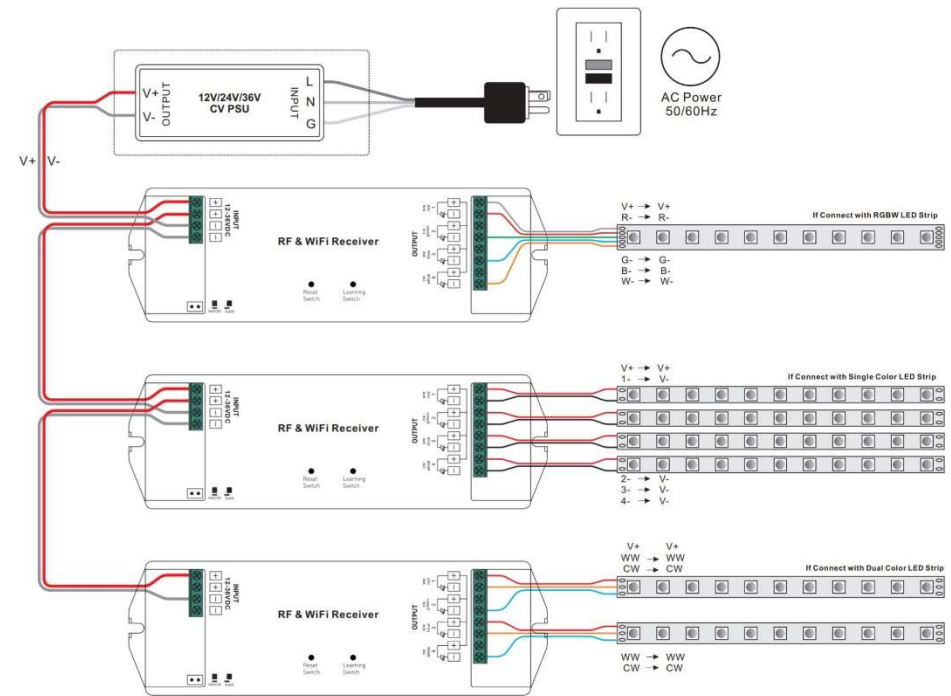 L
V+
OUTPUT
12V/24V/36V
CV PSU
INPUT
N
V-
G
AC Power
50/60Hz
V+ V-
INPUT
12-36VDC
+
+
−
−
RF & WiFi Receiver
OUTPUT
Reset
Switch
Learning
Switch
V+ → V+
R- → R-
If Connect with RGBW LED Strip
G- → G-
B- → B-
W- → W-
INPUT
12-36VDC
+
+
−
−
RF & WiFi Receiver
OUTPUT
Reset
Switch
Learning
Switch
V+ → V+
1- → V-
If Connect with Single Color LED Strip
2- → V-
3- → V-
4- → V-
INPUT
12-36VDC
+
+
−
−
RF & WiFi Receiver
OUTPUT
Reset
Switch
Learning
Switch
V+ V+
WW → WW
CW → CW
If Connect with Dual Color LED Strip
WW → WW
CW → CW